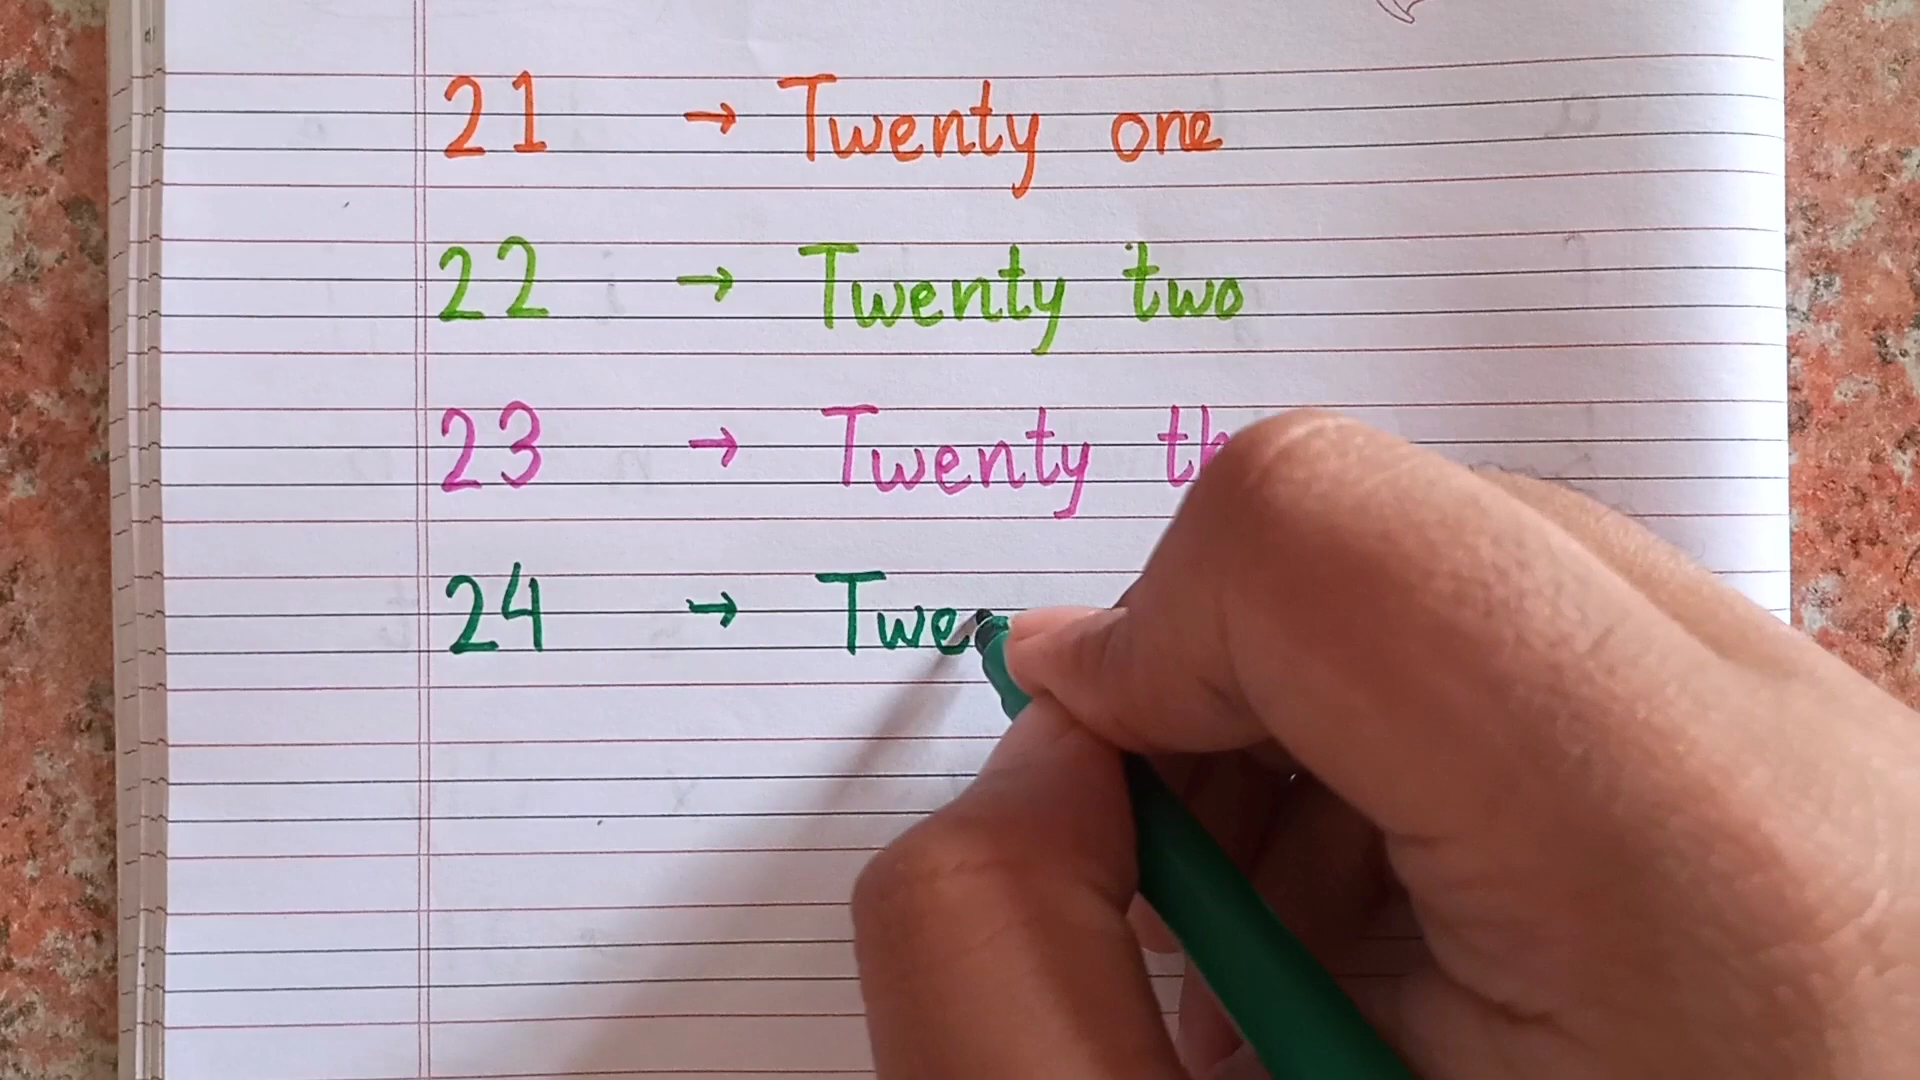 21 → Twenty one
22 → Twenty two
23 → Twenty th
24 → Twe